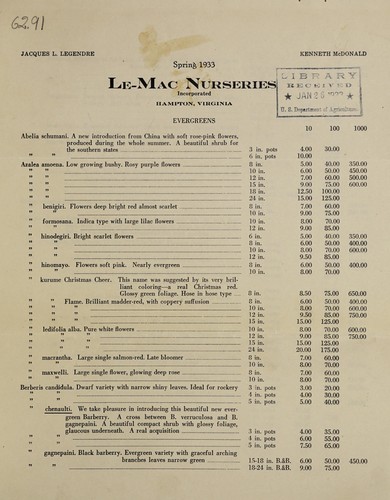 6291
JACQUES L. LEGENDRE KENNETH McDONALD
Spring 1933
LE-MAC NURSERIES
Incorporated
HAMPTON, VIRGINIA
LIBRARY
RECEIVED
★ JAN 26 1933 ★
U. S. Department of Agriculture
EVERGREENS
10 100 1000
Abelia schumani. A new introduction from China with soft rose-pink flowers,
produced during the whole summer. A beautiful shrub for
the southern states 3 in. pots 4.00 30.00
" " 6 in. pots 10.00
Azalea amoena. Low growing bushy. Rosy purple flowers 8 in. 5.00 40.00 350.00
" " 10 in. 6.00 50.00 450.00
" " 12 in. 7.00 60.00 500.00
" " 15 in. 9.00 75.00 600.00
" " 18 in. 12.50 100.00
" " 24 in. 15.00 125.00
" benigiri. Flowers deep bright red almost scarlet 8 in. 7.00 60.00
" " 10 in. 9.00 75.00
" formosana. Indica type with large lilac flowers 10 in. 8.00 70.00
" " 12 in. 9.00 85.00
" hinodegiri. Bright scarlet flowers 6 in. 5.00 40.00 350.00
" " 8 in. 6.00 50.00 400.00
" " 10 in. 8.00 70.00 600.00
" " 12 in. 9.50 85.00
" hinomayo. Flowers soft pink. Nearly evergreen 8 in. 6.00 50.00 400.00
" " 10 in. 8.00 70.00
" kurume Christmas Cheer. This name was suggested by its very bril-
liant coloring—a real Christmas red.
Glossy green foliage. Hose in hose type 8 in. 8.50 75.00 650.00
" " Flame. Brilliant madder-red, with coppery suffusion 8 in. 6.00 50.00 400.00
" " " 10 in. 8.00 70.00 600.00
" " " 12 in. 9.50 85.00 750.00
" " " 15 in. 15.00 125.00
" ledifolia alba. Pure white flowers 10 in. 8.00 70.00 600.00
" " " 12 in. 9.00 85.00 750.00
" " " 15 in. 15.00 125.00
" " " 24 in. 20.00 175.00
" macrantha. Large single salmon-red. Late bloomer 8 in. 7.00 60.00
" " 10 in. 8.00 70.00
" maxwelli. Large single flower, glowing deep rose 8 in. 7.00 60.00
" " 10 in. 8.00 70.00
Berberis candidula. Dwarf variety with narrow shiny leaves. Ideal for rockery 3 in. pots 3.00 20.00
" " 4 in. pots 4.00 30.00
" " 5 in. pots 5.00 40.00
" chenaulti. We take pleasure in introducing this beautiful new ever-
green Barberry. A cross between B. verruculosa and B.
gagnepaini. A beautiful compact shrub with glossy foliage,
glaucous underneath. A real acquisition 3 in. pots 4.00 35.00
" " 4 in. pots 6.00 55.00
" " 5 in. pots 7.50 65.00
" gagnepaini. Black barberry. Evergreen variety with graceful arching
branches leaves narrow green 15-18 in. B.&B. 6.00 50.00 450.00
" " 18-24 in. B.&B. 9.00 75.00